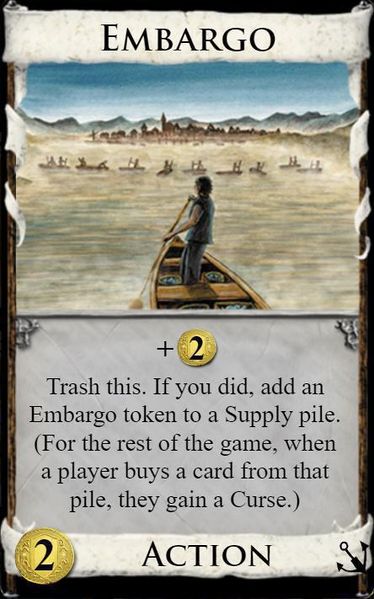 EMBARGO
+2
Trash this. If you did, add an
Embargo token to a Supply pile.
(For the rest of the game, when
a player buys a card from that
pile, they gain a Curse.)
2
ACTION